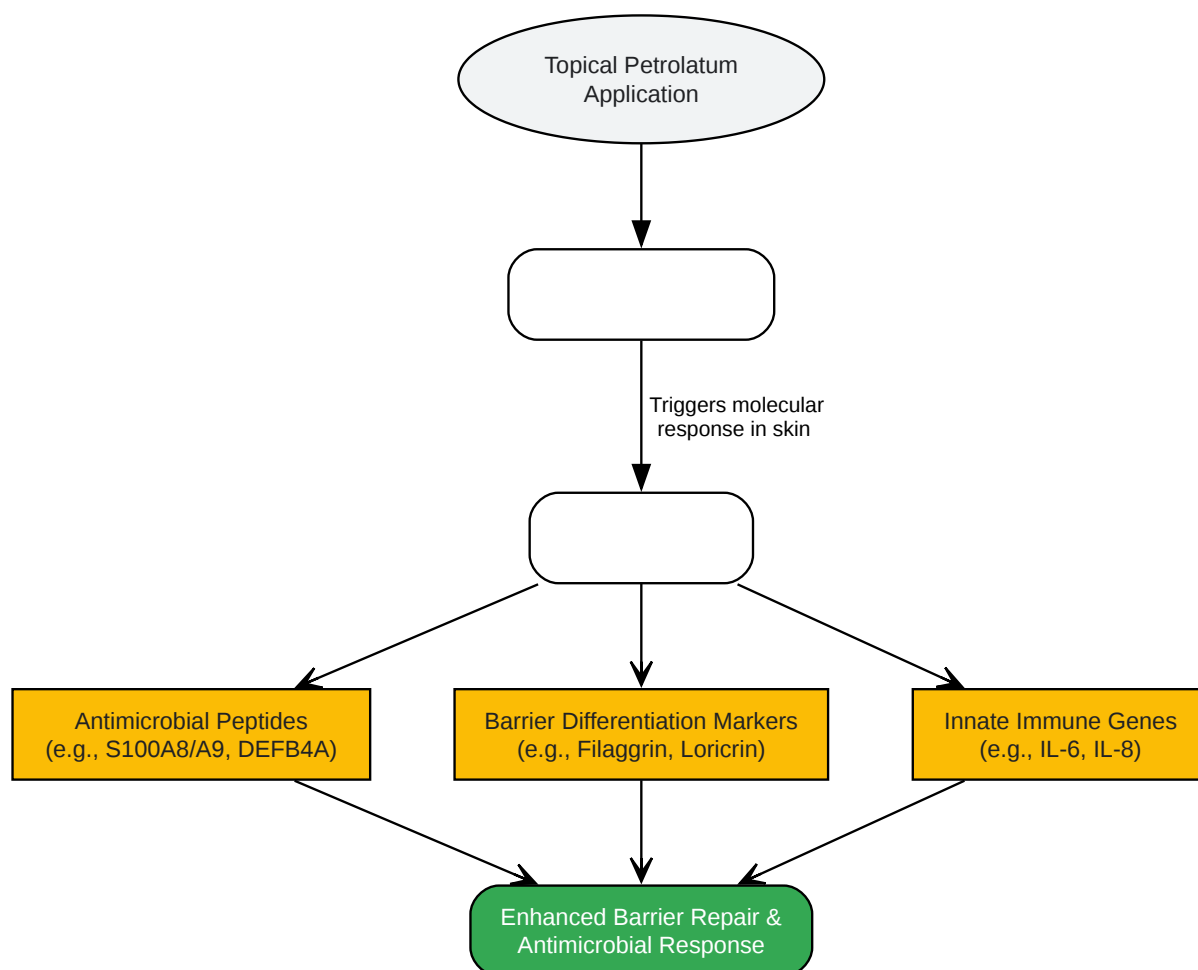 Topical Petrolatum
Application
Triggers molecular
response in skin
Antimicrobial Peptides
(e.g., S100A8/A9, DEFB4A)
Barrier Differentiation Markers
(e.g., Filaggrin, Loricrin)
Innate Immune Genes
(e.g., IL-6, IL-8)
Enhanced Barrier Repair &
Antimicrobial Response